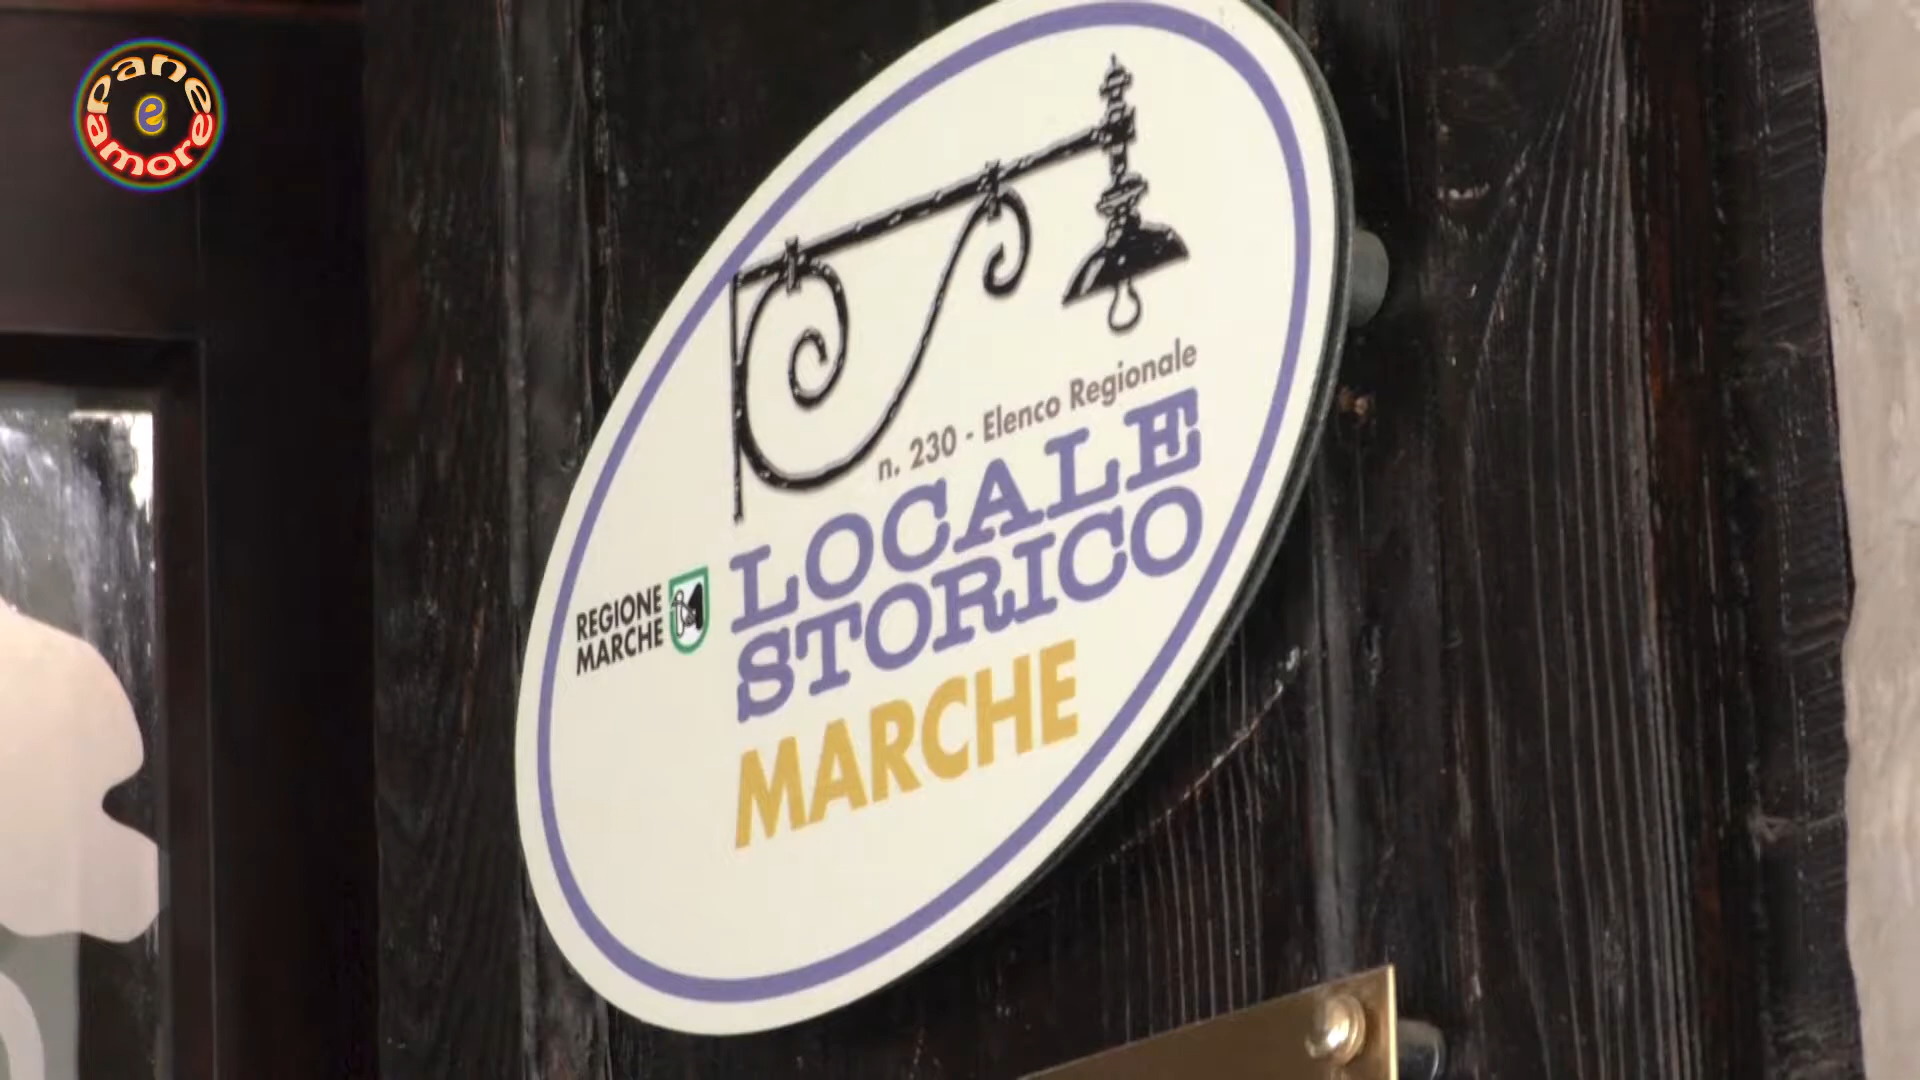 pane
e
amore
n. 230 - Elenco Regionale
LOCALE
STORICO
MARCHE
REGIONE
MARCHE